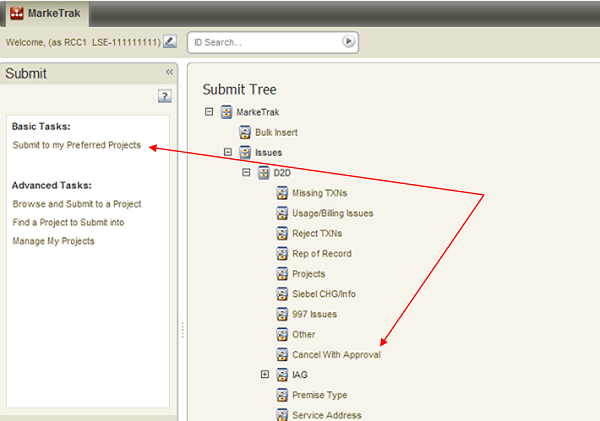 MarkeTrak
Welcome, (as RCC1 LSE-111111111)
ID Search...
Submit
?
Basic Tasks:
Submit to my Preferred Projects
Advanced Tasks:
Browse and Submit to a Project
Find a Project to Submit into
Manage My Projects
Submit Tree
MarkeTrak
Bulk Insert
Issues
D2D
Missing TXNs
Usage/Billing Issues
Reject TXNs
Rep of Record
Projects
Siebel CHG/Info
997 Issues
Other
Cancel With Approval
IAG
Premise Type
Service Address